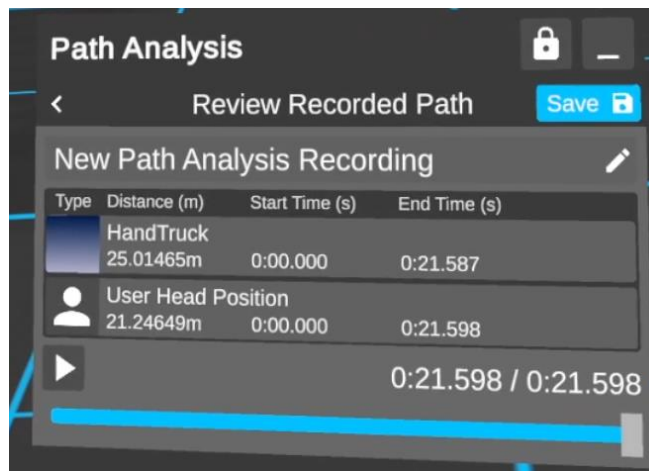 Path Analysis
Review Recorded Path
Save
New Path Analysis Recording
Type Distance (m) Start Time (s) End Time (s)
HandTruck
25.01465m 0:00.000 0:21.587
User Head Position
21.24649m 0:00.000 0:21.598
0:21.598 / 0:21.598